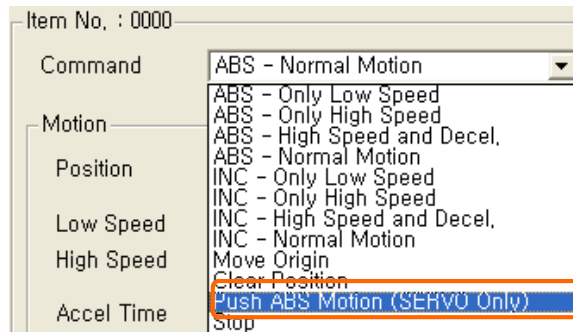 Item No, : 0000
Command
ABS - Normal Motion
ABS - Only Low Speed
ABS - Only High Speed
ABS - High Speed and Decel,
ABS - Normal Motion
INC - Only Low Speed
INC - Only High Speed
INC - High Speed and Decel,
INC - Normal Motion
Move Origin
Clear Position
Push ABS Motion (SERVO Only)
Stop
Motion
Position
Low Speed
High Speed
Accel Time